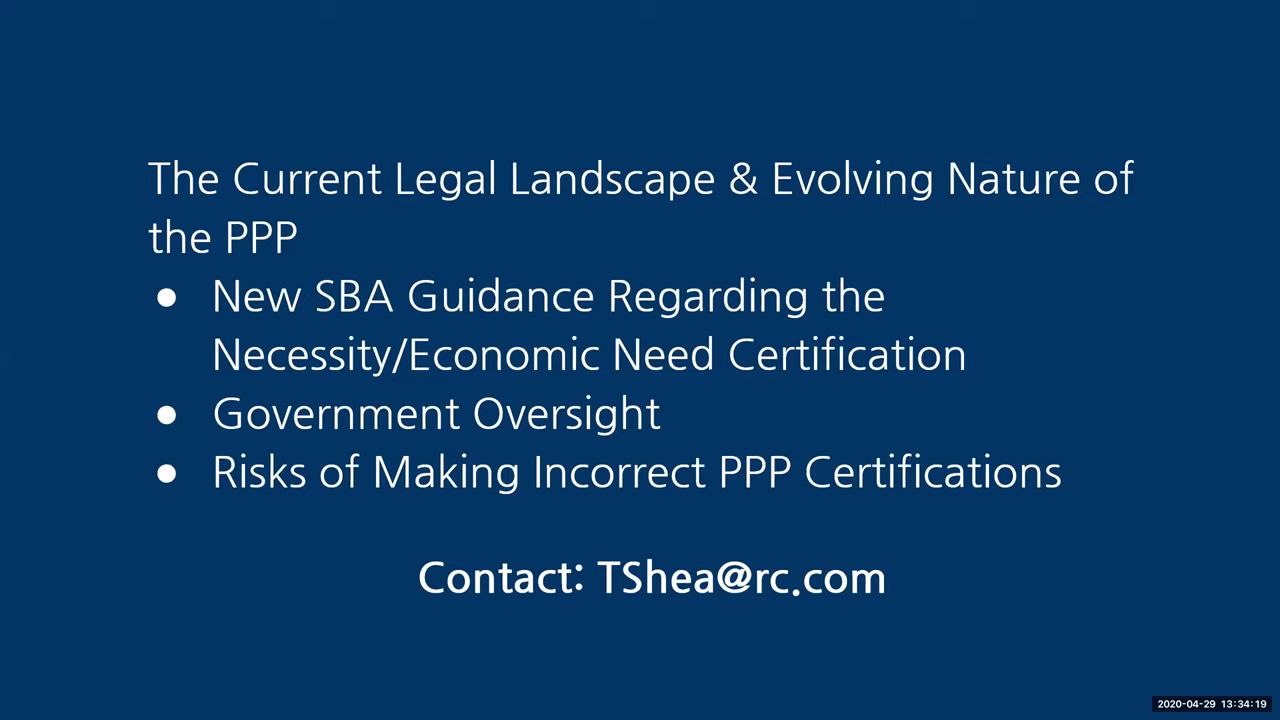 The Current Legal Landscape & Evolving Nature of
the PPP
● New SBA Guidance Regarding the
Necessity/Economic Need Certification
● Government Oversight
● Risks of Making Incorrect PPP Certifications
Contact: TShea@rc.com
2020-04-29 13:34:19